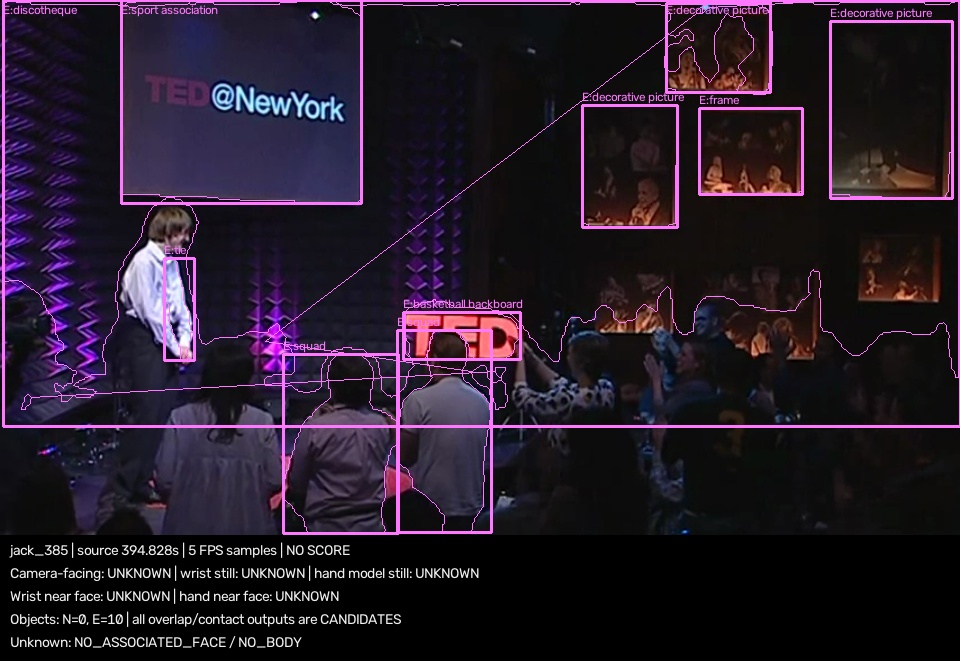 E:discotheque
E:sport association
E:decorative picture
E:decorative picture
TED@NewYork
E:decorative picture
E:frame
E:tie
E:basketball backboard
TED
E:squad
3
jack_385 | source 394.828s | 5 FPS samples | NO SCORE
Camera-facing: UNKNOWN | wrist still: UNKNOWN | hand model still: UNKNOWN
Wrist near face: UNKNOWN | hand near face: UNKNOWN
Objects: N=0, E=10 | all overlap/contact outputs are CANDIDATES
Unknown: NO_ASSOCIATED_FACE / NO_BODY